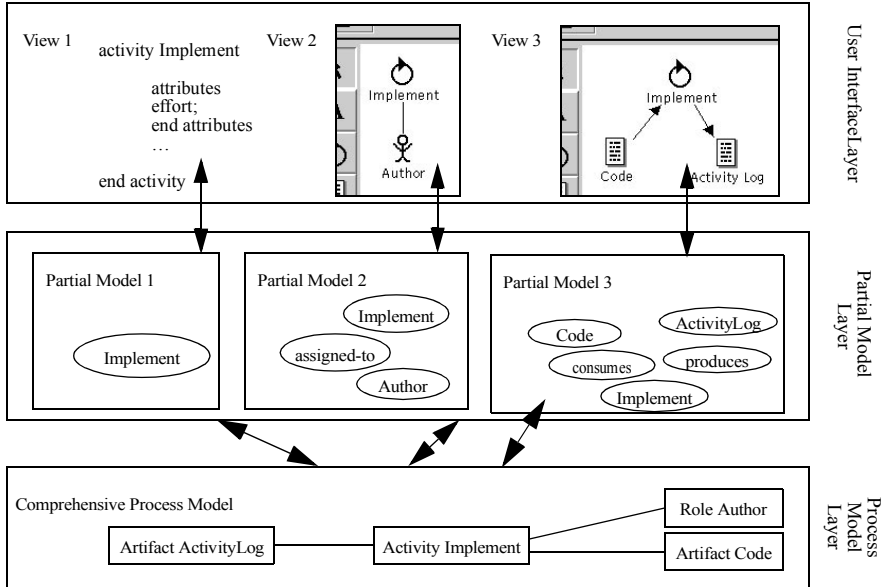 View 1
activity Implement
attributes
effort;
end attributes
…
end activity
View 2
Implement
Author
View 3
Implement
Code
Activity Log
User InterfaceLayer
Partial Model 1
Implement
Partial Model 2
Implement
assigned-to
Author
Partial Model 3
Code
ActivityLog
consumes
produces
Implement
Partial Model
Layer
Comprehensive Process Model
Artifact ActivityLog
Activity Implement
Role Author
Artifact Code
Process
Model
Layer